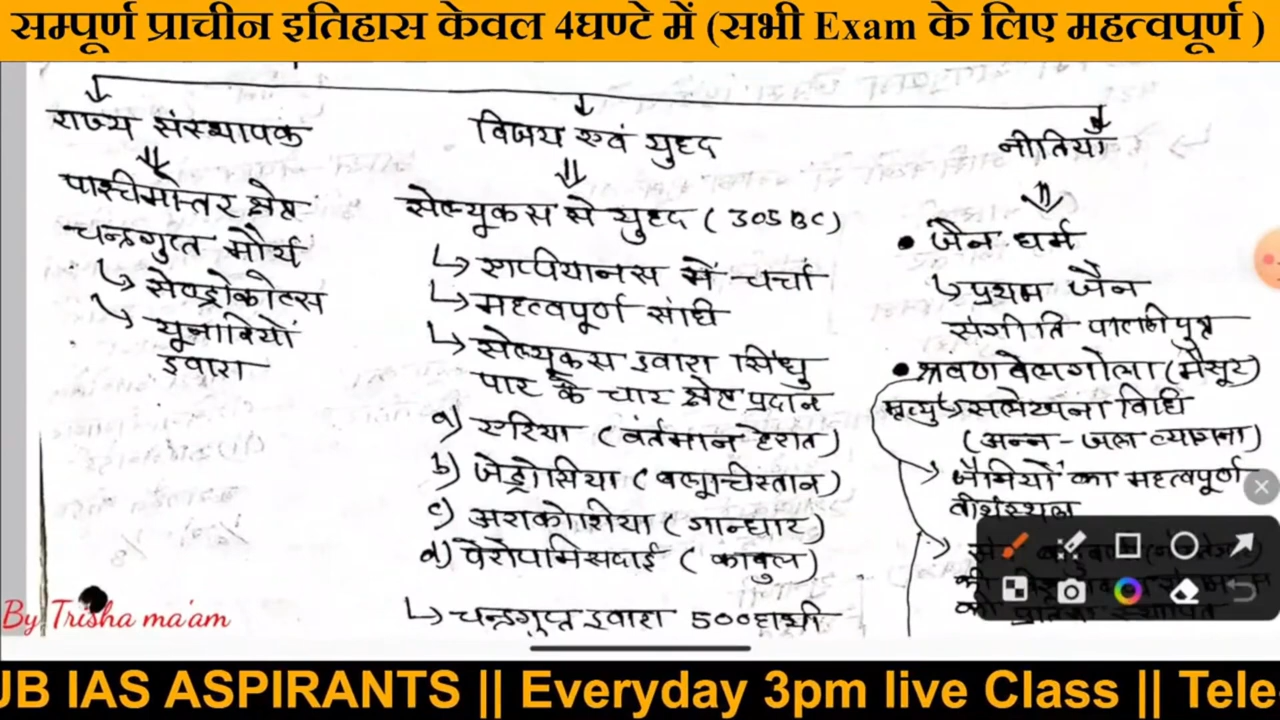 सम्पूर्ण प्राचीन इतिहास केवल 4घण्टे में (सभी Exam के लिए महत्वपूर्ण )
राज्य संस्थापक
पाश्चिमोत्तर क्षेत्र
चन्द्रगुप्त मौर्य
सेण्ड्रोकोट्स
यूनानियों
द्वारा
विजय एवं युद्ध
सेल्यूकस से युद्ध ( 305 BC)
एप्पियानस में चर्चा
महत्वपूर्ण संधि
सेल्यूकस द्वारा सिंधु
पार के चार क्षेत्र प्रदान
a) एरिया ( वर्तमान हेरात)
b) जेड्रोसिया ( बलूचिस्तान)
c) अराकोसिया ( गान्धार)
d) पेरोपामिसदाई ( काबुल)
चन्द्रगुप्त द्वारा 500 हाथी
नीतियाँ
• जैन धर्म
प्रथम जैन
संगीति पाटलीपुत्र
• श्रवणबेलगोला (मैसूर)
मृत्यु सल्लेखना विधि
(अन्न - जल त्यागना)
जैनियों का महत्वपूर्ण
तीर्थस्थल
By Trisha ma'am
JB IAS ASPIRANTS || Everyday 3pm live Class || Tele